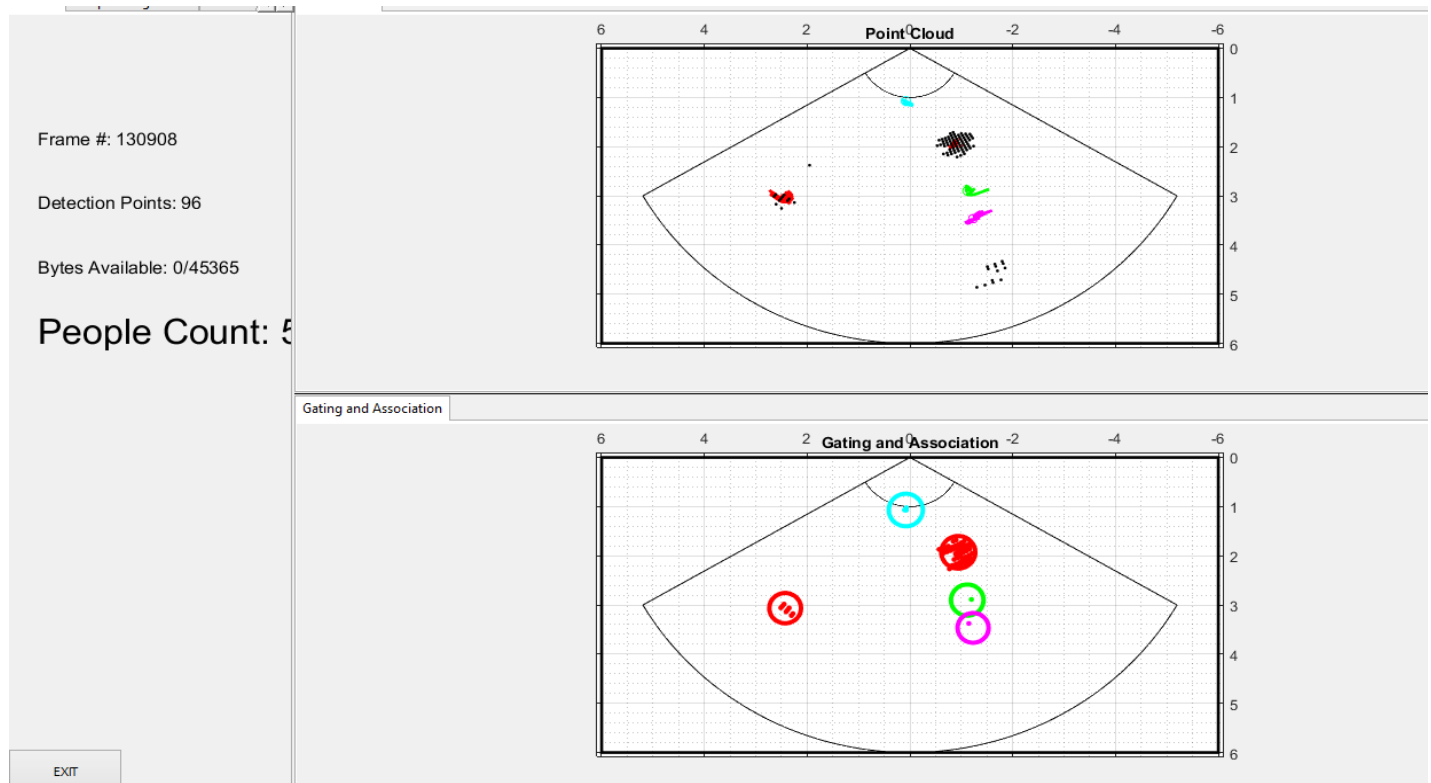 Frame #: 130908
Detection Points: 96
Bytes Available: 0/45365
People Count: 5
EXIT
6 4 2 0 -2 -4 -6
Point Cloud
0
1
2
3
4
5
6
Gating and Association
6 4 2 0 -2 -4 -6
Gating and Association
0
1
2
3
4
5
6